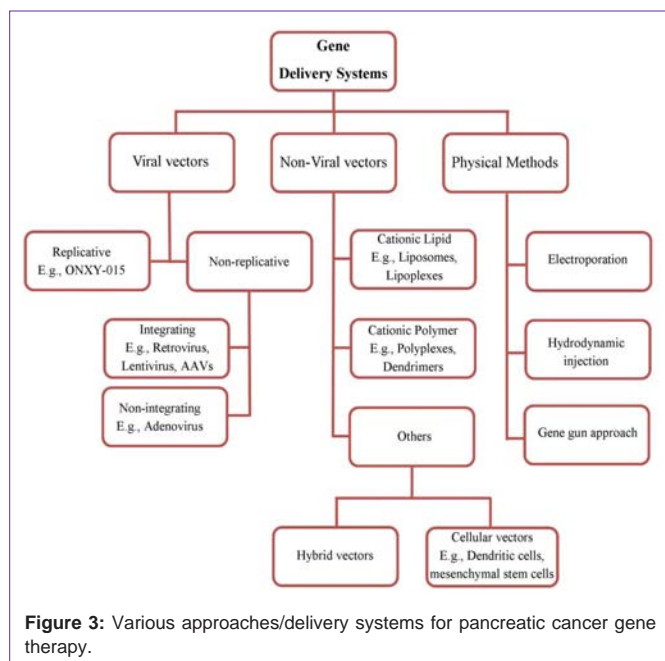 Gene
Delivery Systems
Viral vectors
Non-Viral vectors
Physical Methods
Replicative
E.g., ONXY-015
Non-replicative
Integrating
E.g., Retrovirus,
Lentivirus, AAVs
Non-integrating
E.g., Adenovirus
Cationic Lipid
E.g., Liposomes,
Lipoplexes
Cationic Polymer
E.g., Polyplexes,
Dendrimers
Others
Hybrid vectors
Cellular vectors
E.g., Dendritic cells,
mesenchymal stem cells
Electroporation
Hydrodynamic
injection
Gene gun approach
Figure 3: Various approaches/delivery systems for pancreatic cancer gene
therapy.